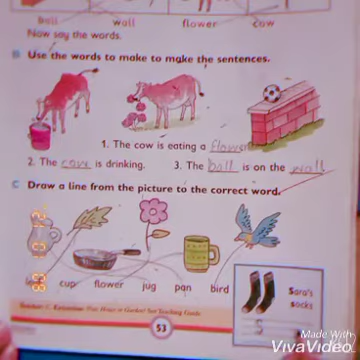 ball wall flower cow
Now say the words.
B Use the words to make to make the sentences.
1. The cow is eating a flower
2. The cow is drinking. 3. The ball is on the wall
C Draw a line from the picture to the correct word.
cup flower jug pan bird
Sara's
socks
S
53
Made With
VivaVideo